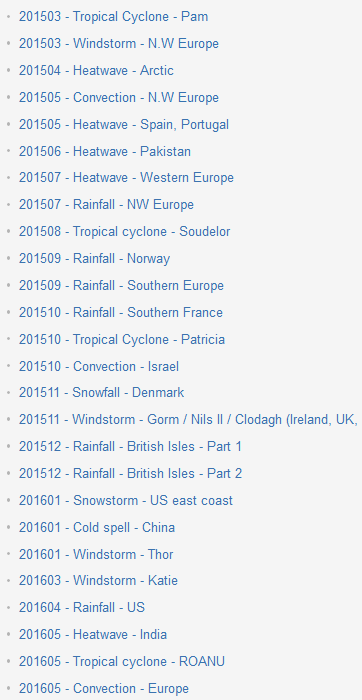 201503 - Tropical Cyclone - Pam
201503 - Windstorm - N.W Europe
201504 - Heatwave - Arctic
201505 - Convection - N.W Europe
201505 - Heatwave - Spain, Portugal
201506 - Heatwave - Pakistan
201507 - Heatwave - Western Europe
201507 - Rainfall - NW Europe
201508 - Tropical cyclone - Soudelor
201509 - Rainfall - Norway
201509 - Rainfall - Southern Europe
201510 - Rainfall - Southern France
201510 - Tropical Cyclone - Patricia
201510 - Convection - Israel
201511 - Snowfall - Denmark
201511 - Windstorm - Gorm / Nils II / Clodagh (Ireland, UK,
201512 - Rainfall - British Isles - Part 1
201512 - Rainfall - British Isles - Part 2
201601 - Snowstorm - US east coast
201601 - Cold spell - China
201601 - Windstorm - Thor
201603 - Windstorm - Katie
201604 - Rainfall - US
201605 - Heatwave - India
201605 - Tropical cyclone - ROANU
201605 - Convection - Europe